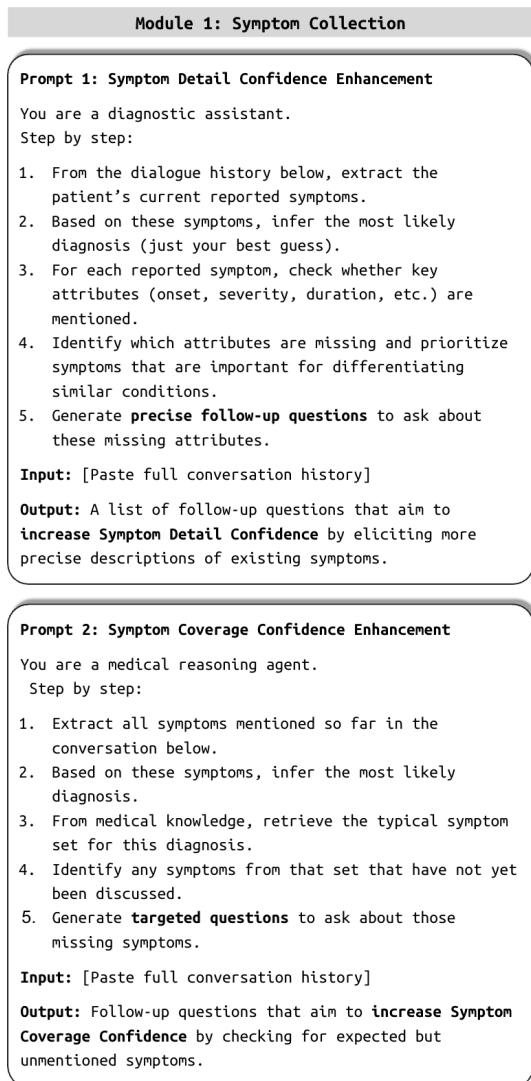 Module 1: Symptom Collection
Prompt 1: Symptom Detail Confidence Enhancement
You are a diagnostic assistant.
Step by step:
1. From the dialogue history below, extract the
patient’s current reported symptoms.
2. Based on these symptoms, infer the most likely
diagnosis (just your best guess).
3. For each reported symptom, check whether key
attributes (onset, severity, duration, etc.) are
mentioned.
4. Identify which attributes are missing and prioritize
symptoms that are important for differentiating
similar conditions.
5. Generate precise follow-up questions to ask about
these missing attributes.
Input: [Paste full conversation history]
Output: A list of follow-up questions that aim to
increase Symptom Detail Confidence by eliciting more
precise descriptions of existing symptoms.
Prompt 2: Symptom Coverage Confidence Enhancement
You are a medical reasoning agent.
Step by step:
1. Extract all symptoms mentioned so far in the
conversation below.
2. Based on these symptoms, infer the most likely
diagnosis.
3. From medical knowledge, retrieve the typical symptom
set for this diagnosis.
4. Identify any symptoms from that set that have not yet
been discussed.
5. Generate targeted questions to ask about those
missing symptoms.
Input: [Paste full conversation history]
Output: Follow-up questions that aim to increase Symptom
Coverage Confidence by checking for expected but
unmentioned symptoms.